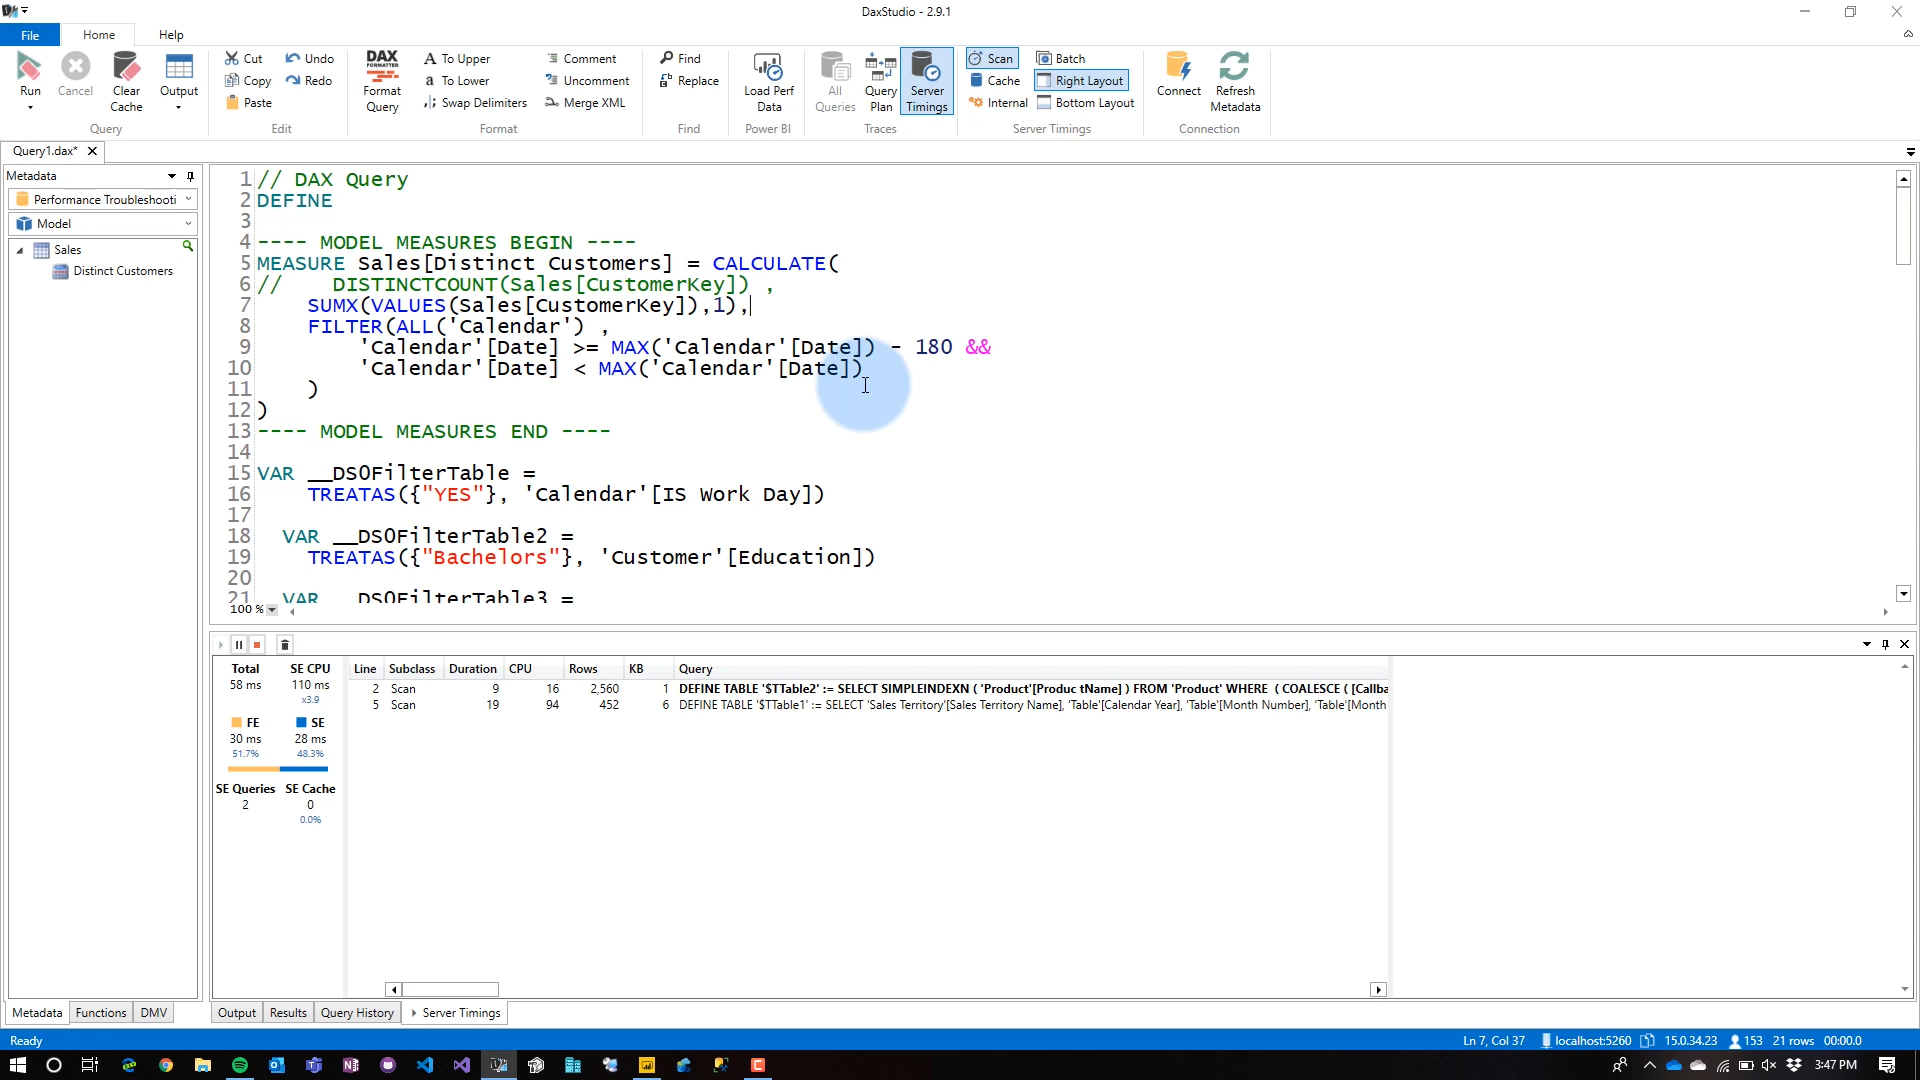 DaxStudio - 2.9.1
File Home Help
Run Cancel Clear Cache Output
Query
Cut Undo
Copy Redo
Paste
Edit
DAX FORMATTER Format Query
To Upper Comment
To Lower Uncomment
Swap Delimiters Merge XML
Format
Find
Replace
Find
Load Perf Data
Power BI
All Queries Query Plan Server Timings
Traces
Scan Batch
Cache Right Layout
Internal Bottom Layout
Server Timings
Connect Refresh Metadata
Connection
Query1.dax*
Metadata
Performance Troubleshooti
Model
Sales
Distinct Customers
1 // DAX Query
2 DEFINE
3
4 ---- MODEL MEASURES BEGIN ----
5 MEASURE Sales[Distinct Customers] = CALCULATE(
6 // DISTINCTCOUNT(Sales[CustomerKey]) ,
7 SUMX(VALUES(Sales[CustomerKey]),1),
8 FILTER(ALL('Calendar') ,
9 'Calendar'[Date] >= MAX('Calendar'[Date]) - 180 &&
10 'Calendar'[Date] < MAX('Calendar'[Date])
11 )
12 )
13 ---- MODEL MEASURES END ----
14
15 VAR __DS0FilterTable =
16 TREATAS({"YES"}, 'Calendar'[IS Work Day])
17
18 VAR __DS0FilterTable2 =
19 TREATAS({"Bachelors"}, 'Customer'[Education])
20
21 VAR __DS0FilterTable3 =
100 %
Total SE CPU
58 ms 110 ms
x3.9
FE SE
30 ms 28 ms
51.7% 48.3%
SE Queries SE Cache
2 0
0.0%
Line Subclass Duration CPU Rows KB Query
2 Scan 9 16 2,560 1 DEFINE TABLE '$TTable2' := SELECT SIMPLEINDEXN ( 'Product'[Produc tName] ) FROM 'Product' WHERE ( COALESCE ( [Callba
5 Scan 19 94 452 6 DEFINE TABLE '$TTable1' := SELECT 'Sales Territory'[Sales Territory Name], 'Table'[Calendar Year], 'Table'[Month Number], 'Table'[Month
Metadata Functions DMV
Output Results Query History Server Timings
Ready
Ln 7, Col 37 localhost:5260 15.0.34.23 153 21 rows 00:00.0
3:47 PM